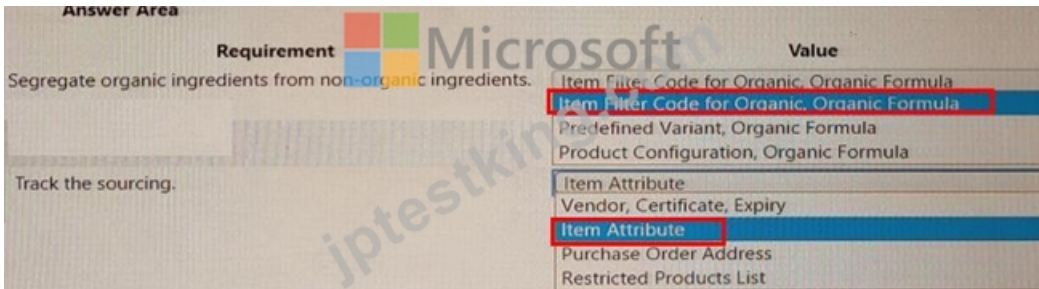 Answer Area
Requirement
Microsoft
Value
Segregate organic ingredients from non-organic ingredients.
Item Filter Code for Organic, Organic Formula
Item Filter Code for Organic, Organic Formula
Predefined Variant, Organic Formula
Product Configuration, Organic Formula
Track the sourcing.
Item Attribute
Vendor, Certificate, Expiry
Item Attribute
Purchase Order Address
Restricted Products List
jptestking.com